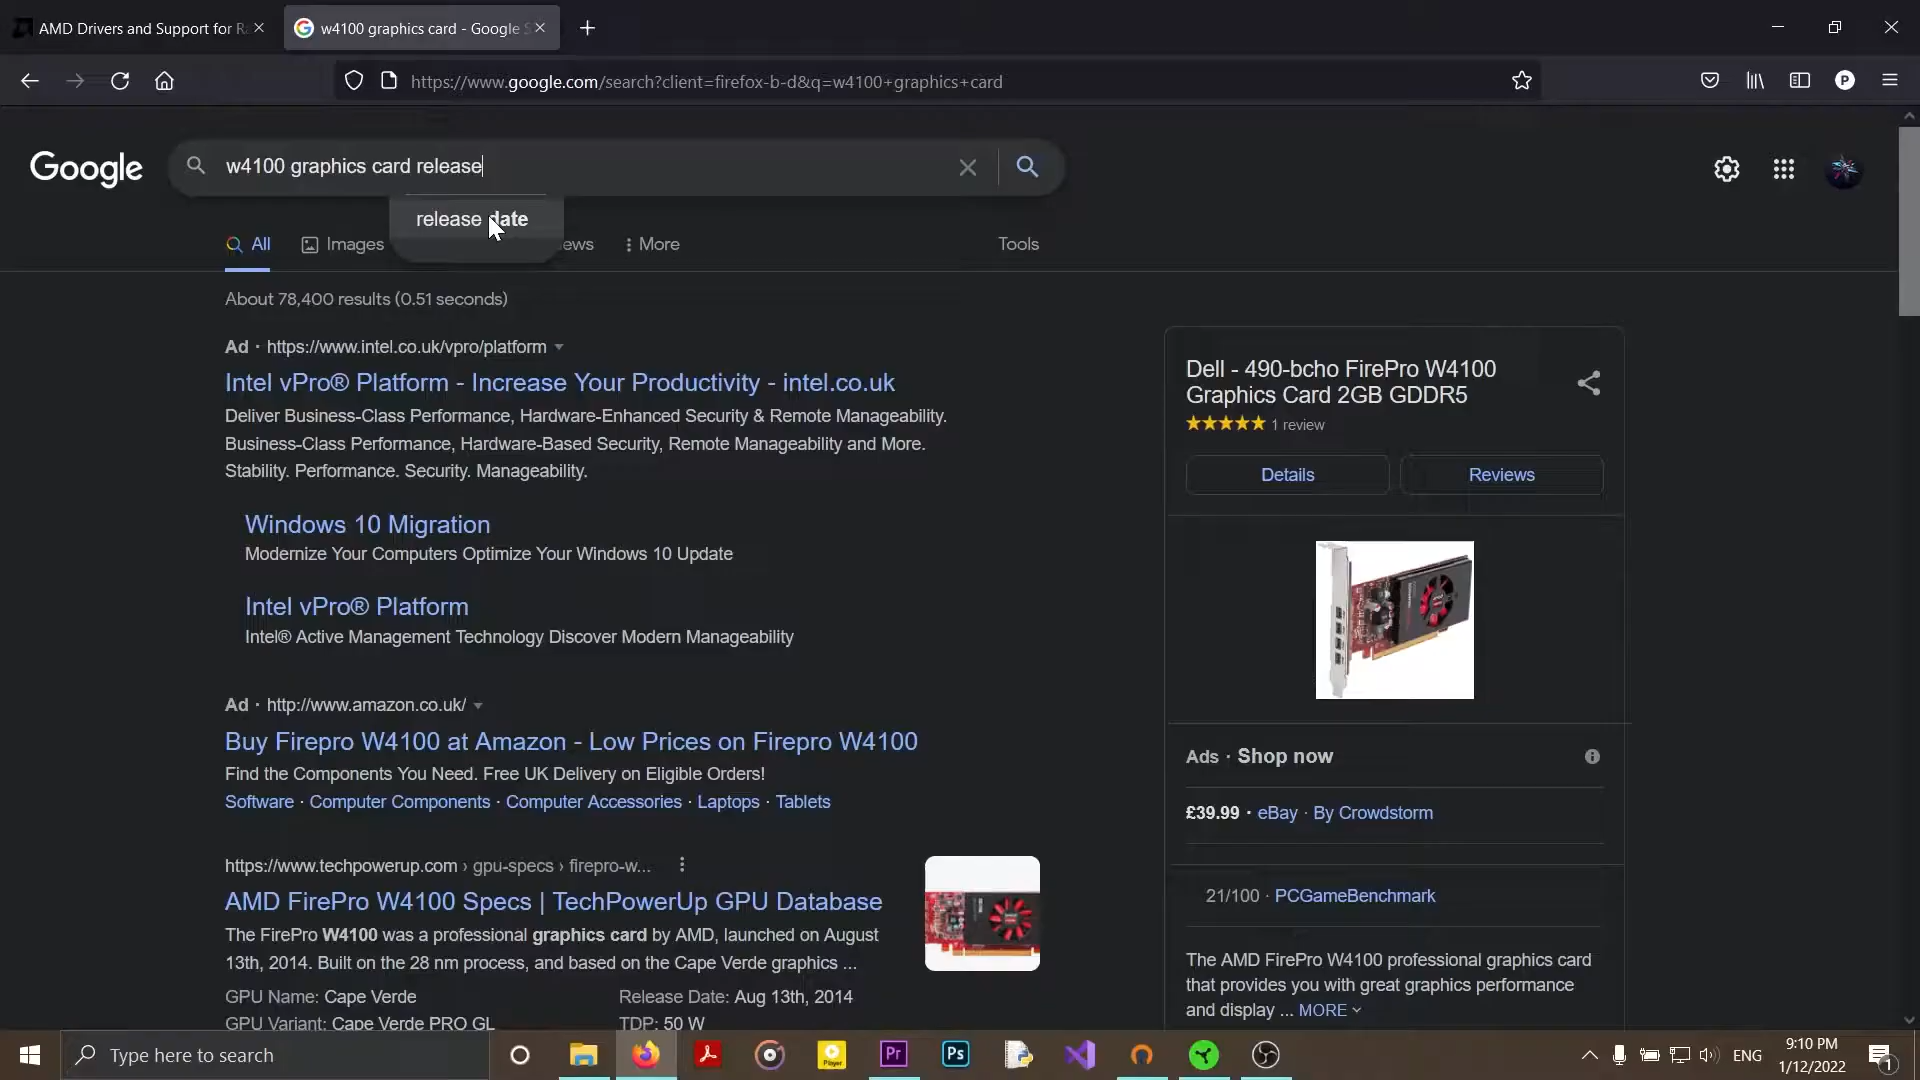 AMD Drivers and Support for Ra
w4100 graphics card - Google S
https://www.google.com/search?client=firefox-b-d&q=w4100+graphics+card
P
Google
w4100 graphics card release
release date
All
Images
ews
More
Tools
About 78,400 results (0.51 seconds)
Ad · https://www.intel.co.uk/vpro/platform
Intel vPro® Platform - Increase Your Productivity - intel.co.uk
Deliver Business-Class Performance, Hardware-Enhanced Security & Remote Manageability.
Business-Class Performance, Hardware-Based Security, Remote Manageability and More.
Stability. Performance. Security. Manageability.
Windows 10 Migration
Modernize Your Computers Optimize Your Windows 10 Update
Intel vPro® Platform
Intel® Active Management Technology Discover Modern Manageability
Ad · http://www.amazon.co.uk/
Buy Firepro W4100 at Amazon - Low Prices on Firepro W4100
Find the Components You Need. Free UK Delivery on Eligible Orders!
Software · Computer Components · Computer Accessories · Laptops · Tablets
https://www.techpowerup.com › gpu-specs › firepro-w...
AMD FirePro W4100 Specs | TechPowerUp GPU Database
The FirePro W4100 was a professional graphics card by AMD, launched on August
13th, 2014. Built on the 28 nm process, and based on the Cape Verde graphics ...
GPU Name: Cape Verde
Release Date: Aug 13th, 2014
GPU Variant: Cape Verde PRO GL
TDP: 50 W
Dell - 490-bcho FirePro W4100
Graphics Card 2GB GDDR5
1 review
Details
Reviews
Ads · Shop now
£39.99 · eBay · By Crowdstorm
21/100 · PCGameBenchmark
The AMD FirePro W4100 professional graphics card
that provides you with great graphics performance
and display ... MORE
Type here to search
Player
Pr
Ps
ENG
9:10 PM
1/12/2022
1